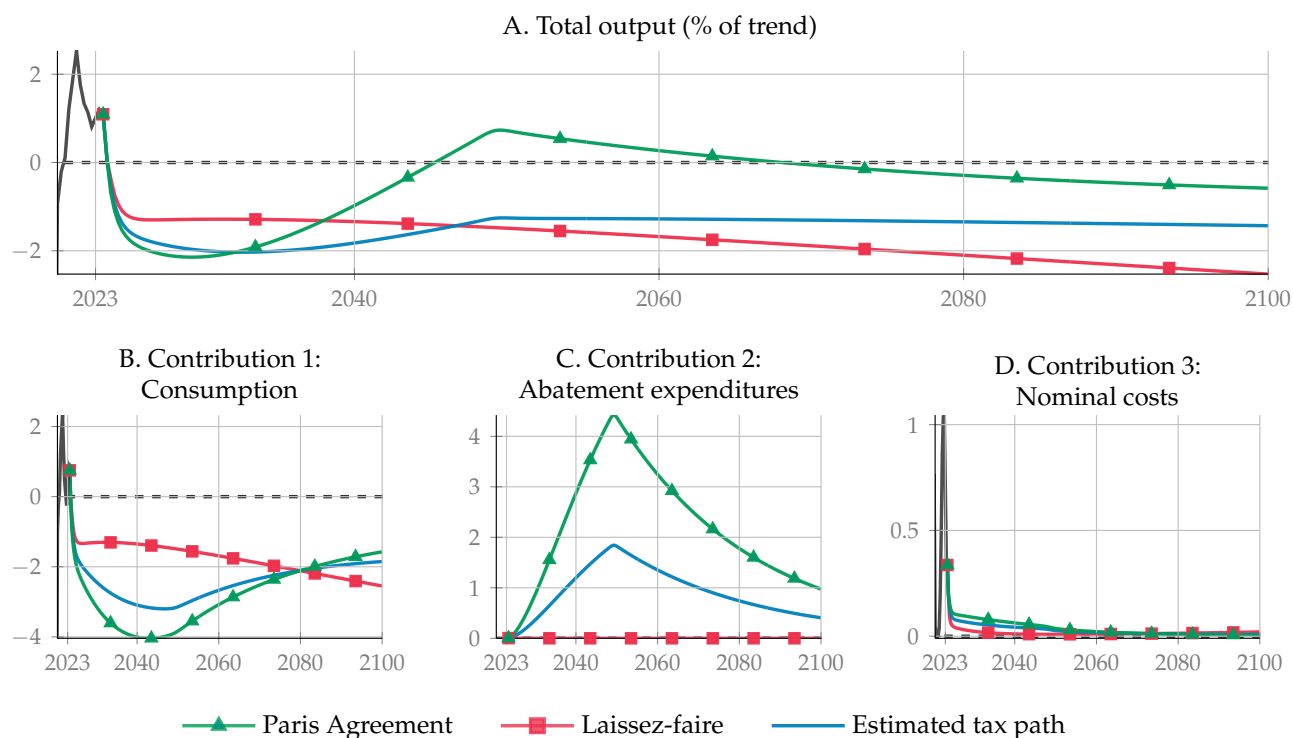 A. Total output (% of trend)
2
0
−2
2023 2040 2060 2080 2100
B. Contribution 1:
Consumption
2
0
−2
−4
2023 2040 2060 2080 2100
C. Contribution 2:
Abatement expenditures
4
3
2
1
0
2023 2040 2060 2080 2100
D. Contribution 3:
Nominal costs
1
0.5
0
2023 2040 2060 2080 2100
Paris Agreement Laissez-faire Estimated tax path